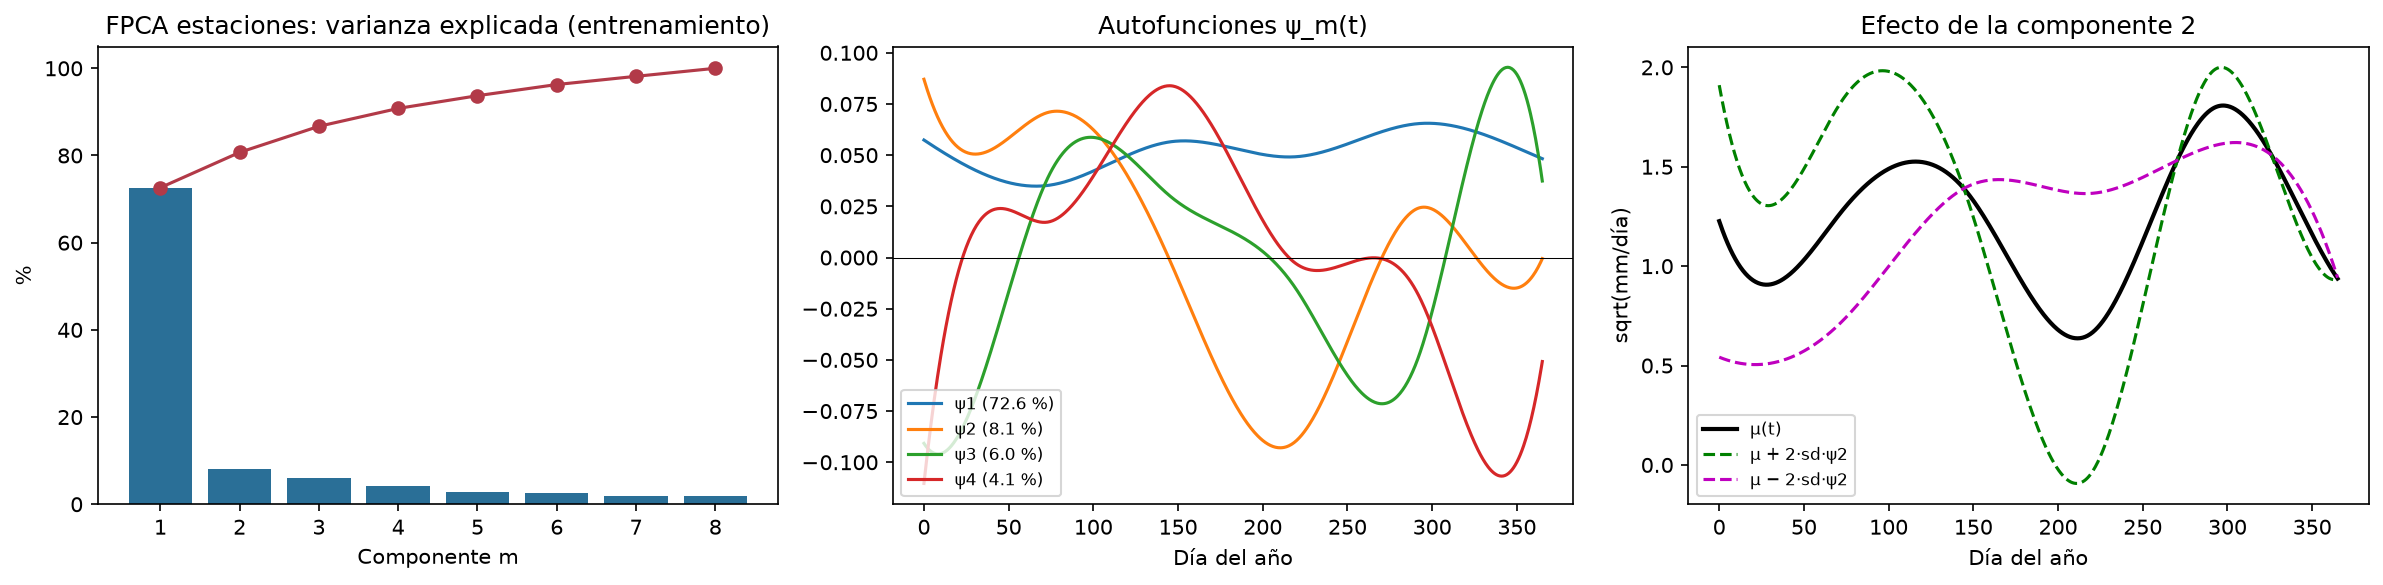 FPCA estaciones: varianza explicada (entrenamiento)
%
100
80
60
40
20
0
1 2 3 4 5 6 7 8
Componente m
Autofunciones ψ_m(t)
0.100
0.075
0.050
0.025
0.000
−0.025
−0.050
−0.075
−0.100
ψ1 (72.6 %)
ψ2 (8.1 %)
ψ3 (6.0 %)
ψ4 (4.1 %)
0 50 100 150 200 250 300 350
Día del año
Efecto de la componente 2
sqrt(mm/día)
2.0
1.5
1.0
0.5
0.0
μ(t)
μ + 2·sd·ψ2
μ − 2·sd·ψ2
0 50 100 150 200 250 300 350
Día del año